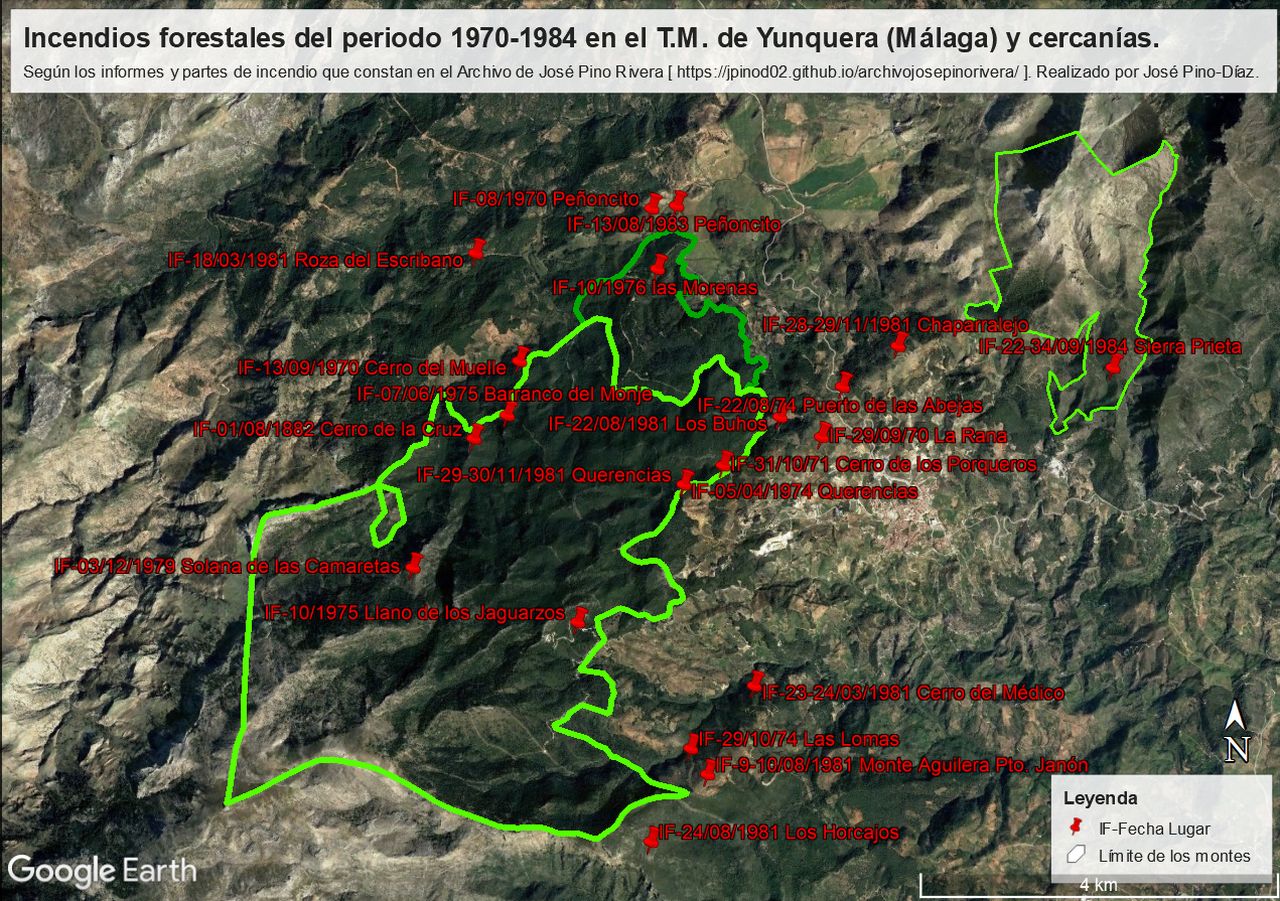 Incendios forestales del periodo 1970-1984 en el T.M. de Yunquera (Málaga) y cercanías.
Según los informes y partes de incendio que constan en el Archivo de José Pino Rivera [ https://jpinod02.github.io/archivojosepinorivera/ ]. Realizado por José Pino-Díaz.
IF-08/1970 Peñoncito
IF-13/08/1983 Peñoncito
IF-18/03/1981 Roza del Escribano
IF-10/1976 las Morenas
IF-28-29/11/1981 Chaparralejo
IF-22-34/09/1984 Sierra Prieta
IF-13/09/1970 Cerro del Muelle
IF-07/06/1975 Barranco del Monje
IF-22/08/74 Puerto de las Abejas
IF-22/08/1981 Los Buhos
IF-01/08/1882 Cerro de la Cruz
IF-29/09/70 La Rana
IF-31/10/71 Cerro de los Porqueros
IF-29-30/11/1981 Querencias
IF-05/04/1974 Querencias
IF-03/12/1979 Solana de las Camaretas
IF-10/1975 Llano de los Jaguarzos
IF-23-24/03/1981 Cerro del Médico
IF-29/10/74 Las Lomas
IF-9-10/08/1981 Monte Aguilera Pto. Janón
IF-24/08/1981 Los Horcajos
N
Leyenda
IF-Fecha Lugar
Límite de los montes
Google Earth
4 km